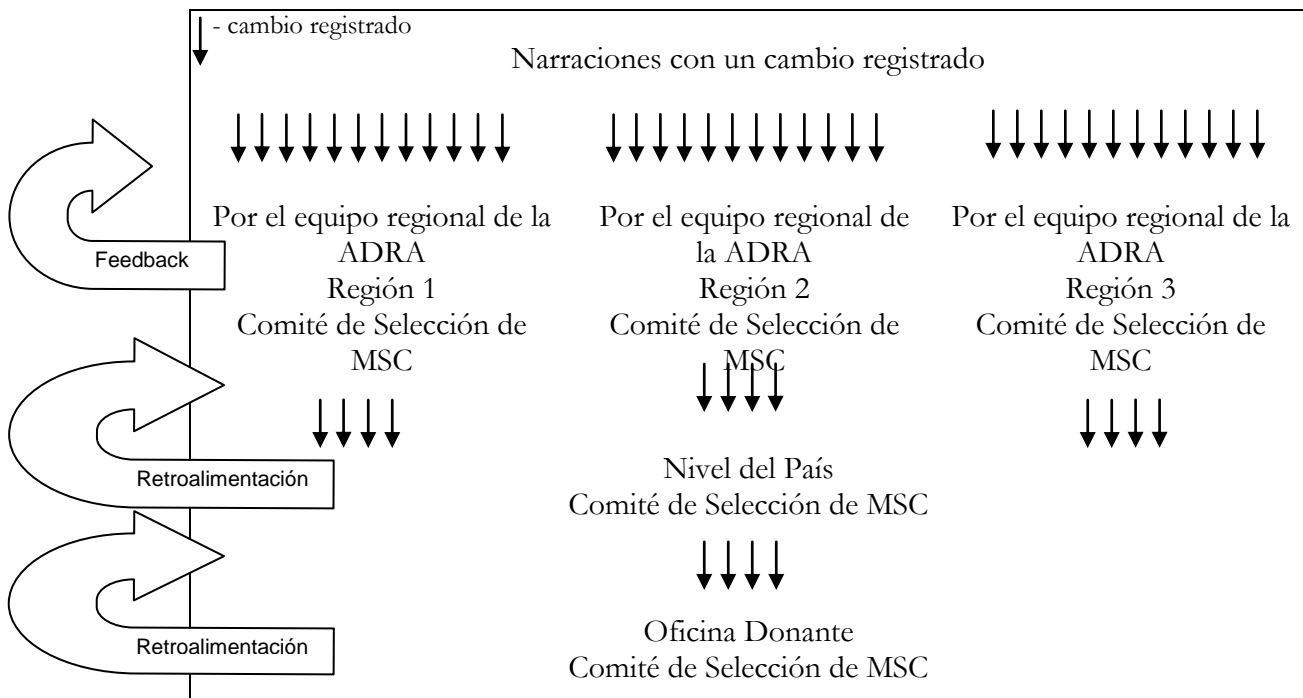 - cambio registrado
Narraciones con un cambio registrado
Por el equipo regional de la
ADRA
Región 1
Comité de Selección de
MSC
Por el equipo regional de
la ADRA
Región 2
Comité de Selección de
MSC
Por el equipo regional de la
ADRA
Región 3
Comité de Selección de
MSC
Feedback
Retroalimentación
Nivel del País
Comité de Selección de MSC
Retroalimentación
Oficina Donante
Comité de Selección de MSC